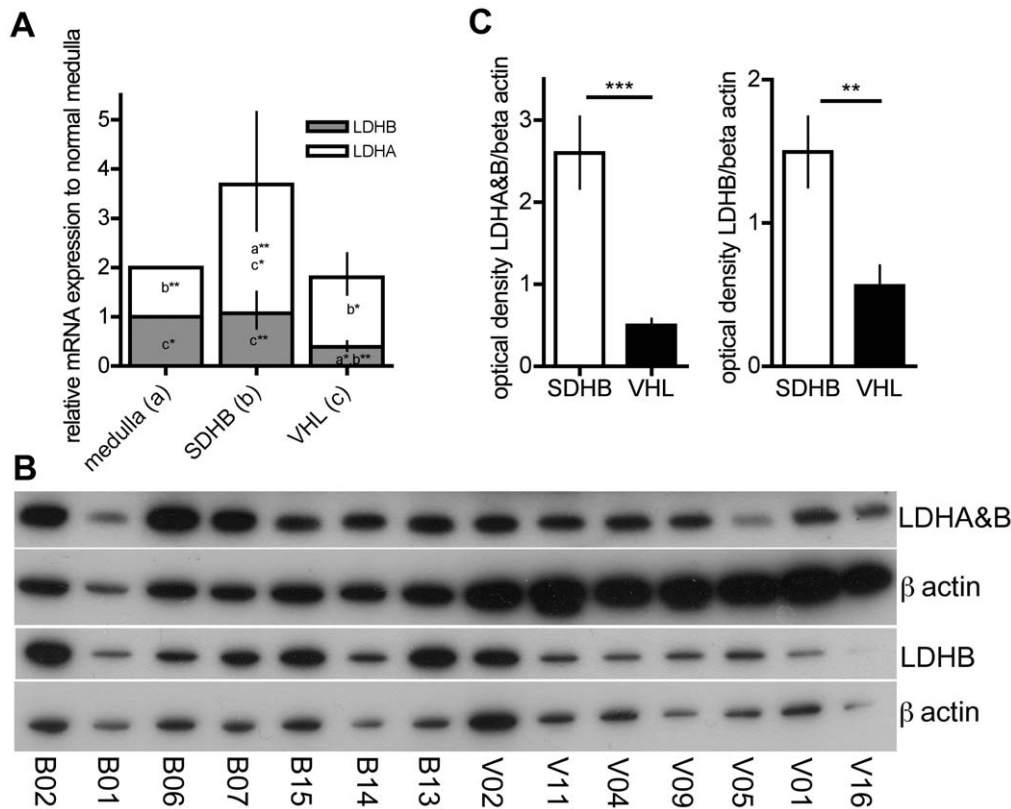 A
relative mRNA expression to normal medulla
5
4
3
2
1
0
LDHB
LDHA
b**
c*
a**
c*
c**
b*
a*,b**
medulla (a)
SDHB (b)
VHL (c)
C
optical density LDHA&B/beta actin
3
2
1
0
***
SDHB VHL
optical density LDHB/beta actin
2
1
0
**
SDHB VHL
B
LDHA&B
β actin
LDHB
β actin
B02 B01 B06 B07 B15 B14 B13 V02 V11 V04 V09 V05 V01 V16